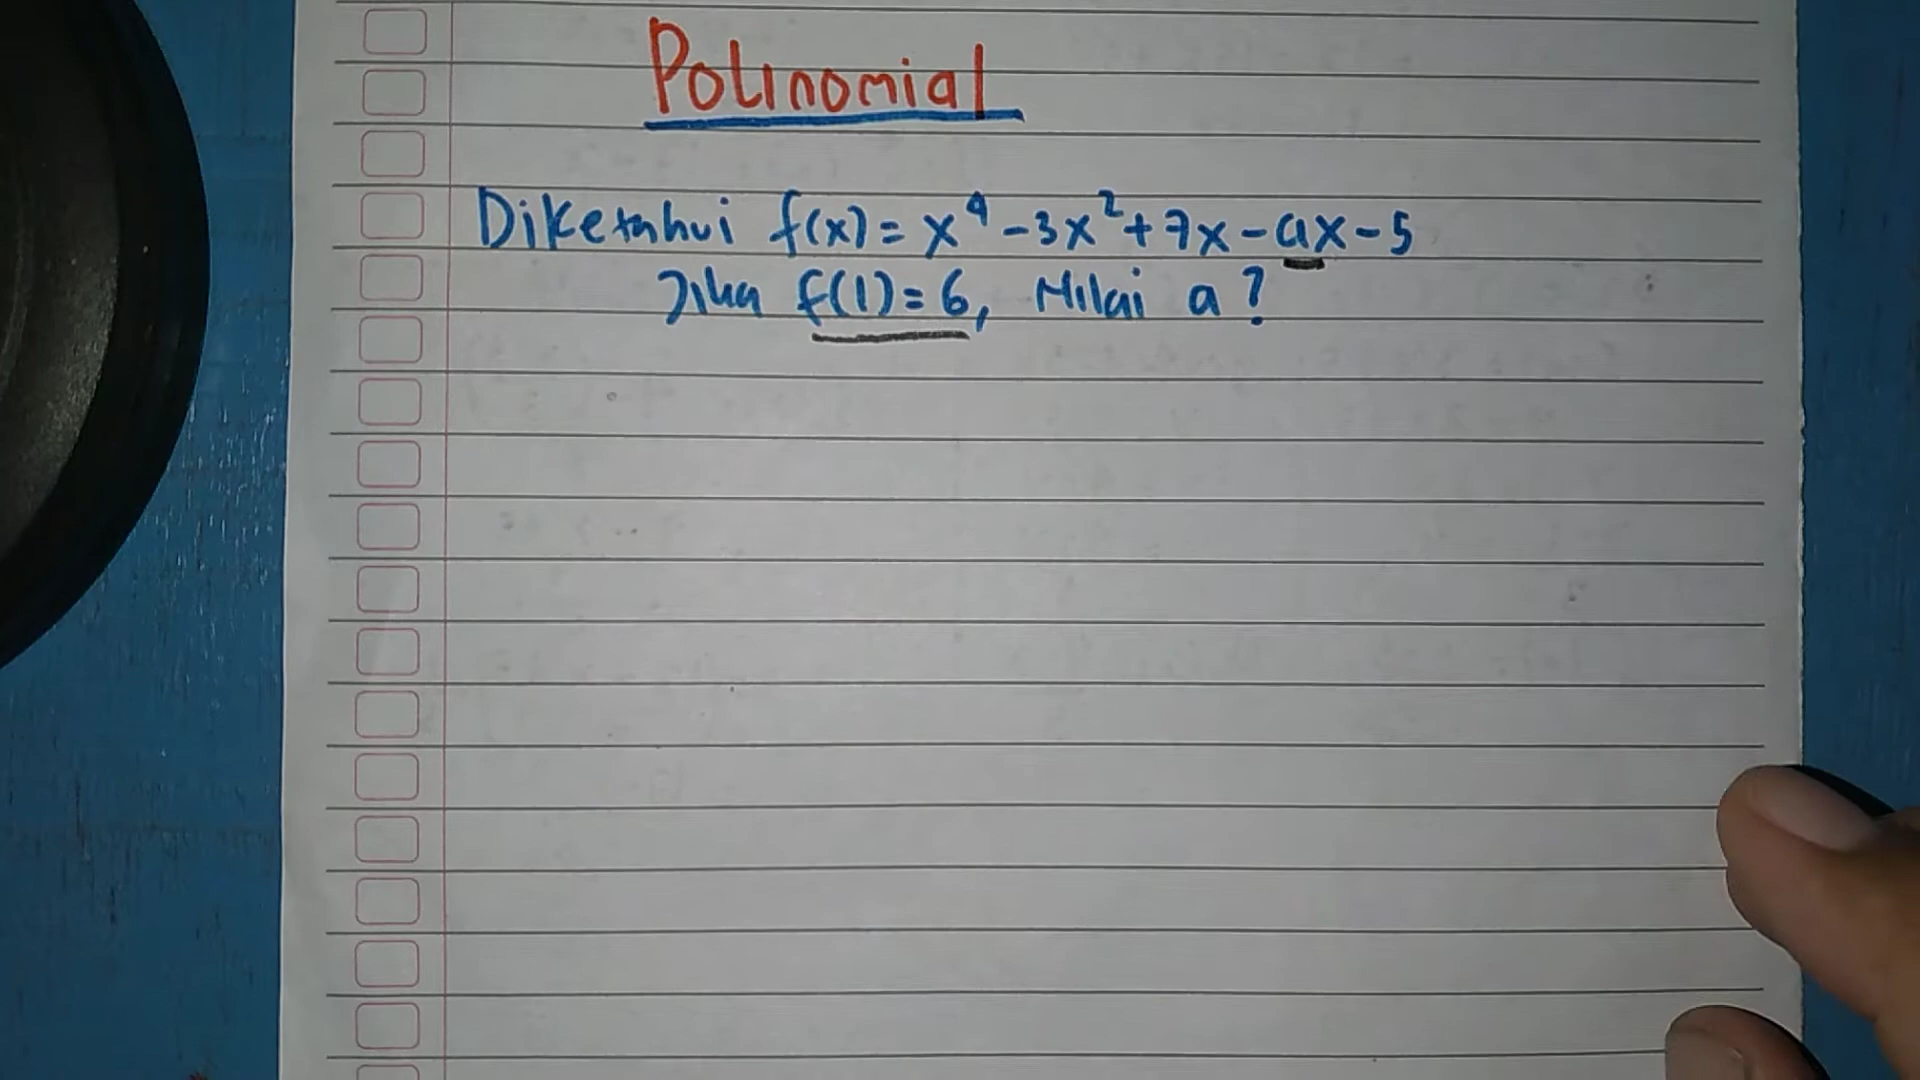 Polinomial
Diketahui f(x) = x⁴ - 3x² + 7x - ax - 5
Jika f(1) = 6, Nilai a ?